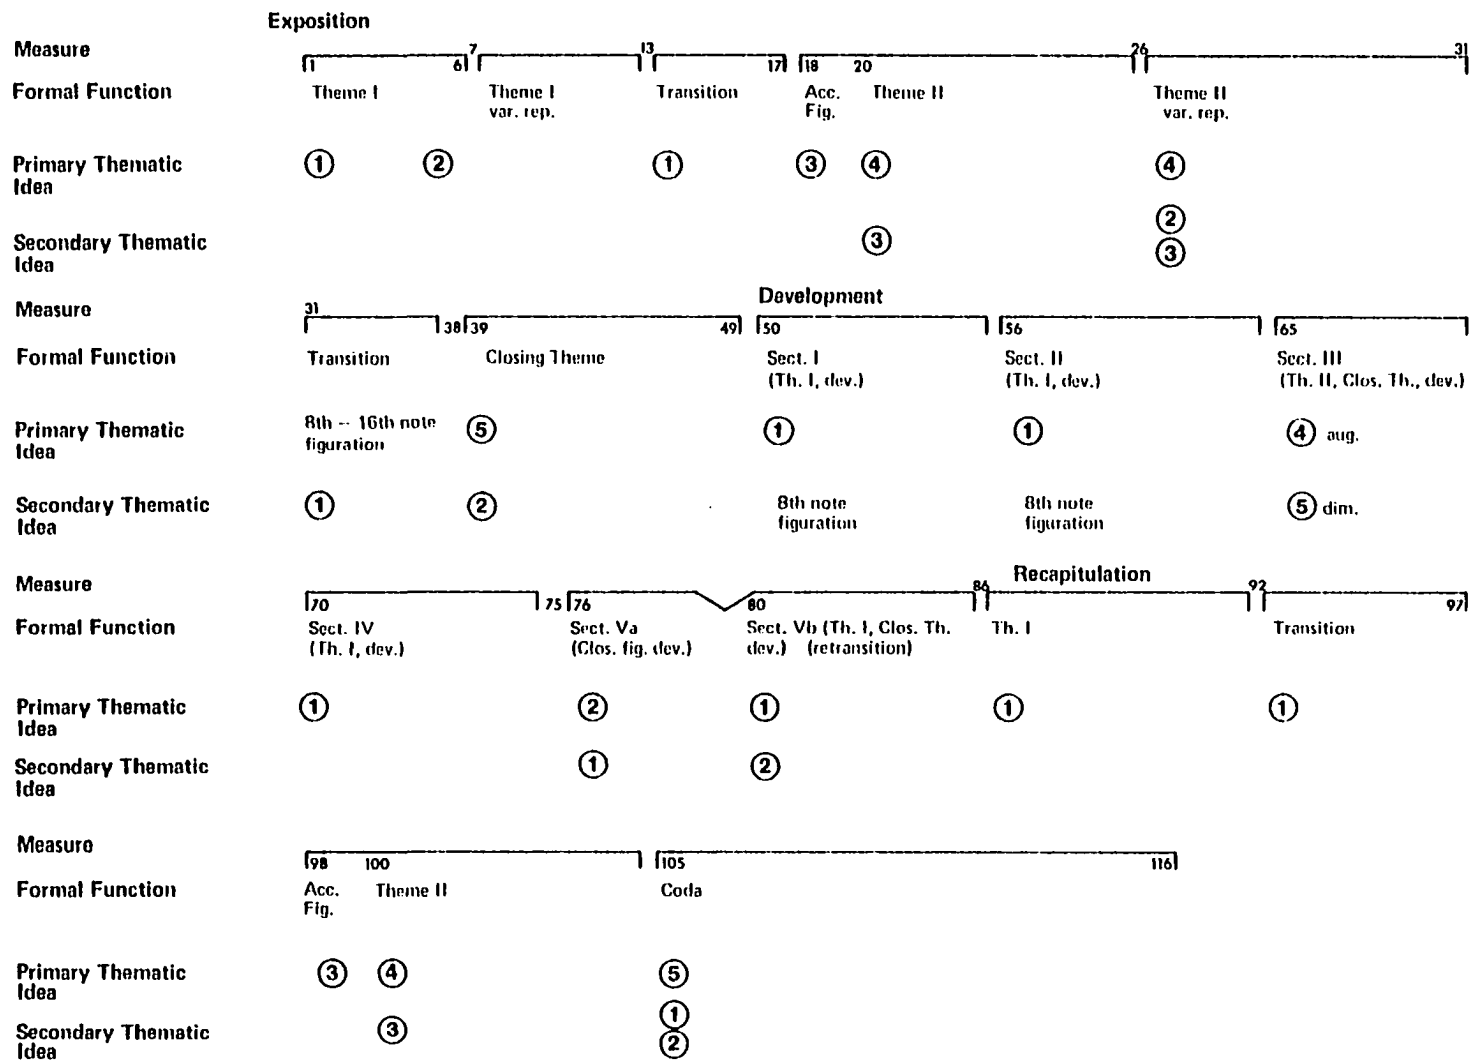 Exposition
Measure 1 6 7 13 17 18 20 26 31
Formal Function Theme I Theme I Transition Acc. Theme II Theme II
var. rep. Fig. var. rep.
Primary Thematic ① ② ① ③ ④ ④
Idea
②
Secondary Thematic ③ ③
Idea
Development
Measure 31 38 39 49 50 56 65
Formal Function Transition Closing Theme Sect. I Sect. II Sect. III
(Th. I, dev.) (Th. I, dev.) (Th. II, Clos. Th., dev.)
Primary Thematic 8th -- 16th note ⑤ ① ① ④ aug.
Idea figuration
Secondary Thematic ① ② 8th note 8th note ⑤ dim.
Idea figuration figuration
Recapitulation
Measure 70 75 76 80 86 92 97
Formal Function Sect. IV Sect. Va Sect. Vb (Th. I, Clos. Th. Th. I Transition
(Th. I, dev.) (Clos. fig. dev.) dev.) (retransition)
Primary Thematic ① ② ① ① ①
Idea
Secondary Thematic ① ②
Idea
Measure 98 100 105 116
Formal Function Acc. Theme II Coda
Fig.
Primary Thematic ③ ④ ⑤
Idea
①
Secondary Thematic ③ ②
Idea